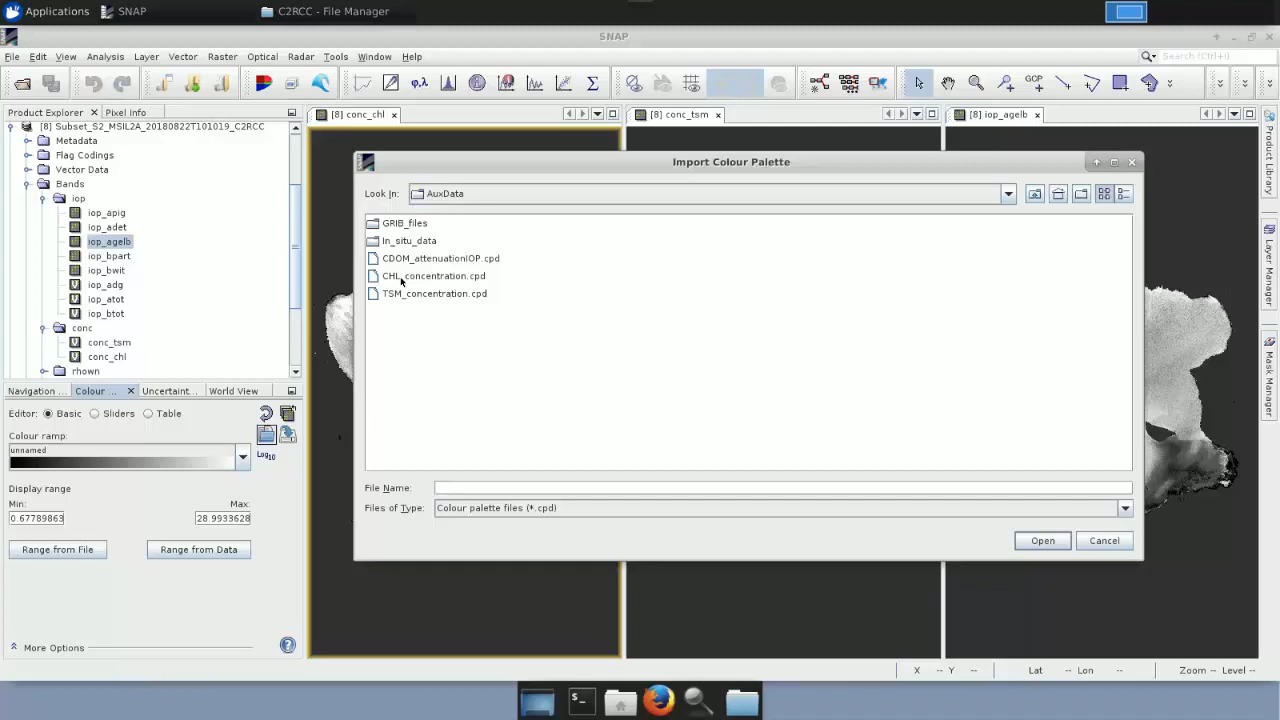 Applications SNAP C2RCC - File Manager
SNAP
File Edit View Analysis Layer Vector Raster Optical Radar Tools Window Help Search (Ctrl+I)
φ,λ Σ GCP
Product Explorer Pixel Info [8] conc_chl [8] conc_tsm [8] iop_agelb
[8] Subset_S2_MSIL2A_20180822T101019_C2RCC
Metadata
Flag Codings
Vector Data
Bands
iop
iop_apig
iop_adet
iop_agelb
iop_bpart
iop_bwit
iop_adg
iop_atot
iop_btot
conc
conc_tsm
conc_chl
rhown
Navigation ... Colour ... Uncertaint... World View
Editor: Basic Sliders Table
Colour ramp:
unnamed
Log10
Display range
Min: Max:
0.67789863 28.9933628
Range from File Range from Data
More Options
Import Colour Palette
Look In: AuxData
GRIB_files
In_situ_data
CDOM_attenuationIOP.cpd
CHL_concentration.cpd
TSM_concentration.cpd
File Name:
Files of Type: Colour palette files (*.cpd)
Open Cancel
Product Library
Layer Manager
Mask Manager
X -- Y -- Lat -- Lon -- Zoom -- Level --